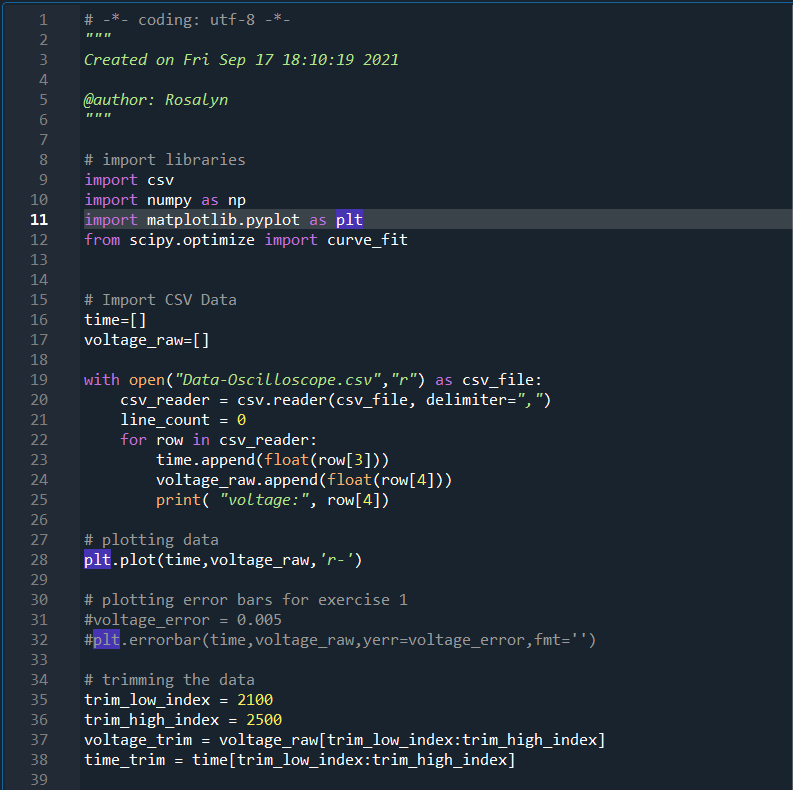 1 # -*- coding: utf-8 -*-
2 """
3 Created on Fri Sep 17 18:10:19 2021
4
5 @author: Rosalyn
6 """
7
8 # import libraries
9 import csv
10 import numpy as np
11 import matplotlib.pyplot as plt
12 from scipy.optimize import curve_fit
13
14
15 # Import CSV Data
16 time=[]
17 voltage_raw=[]
18
19 with open("Data-Oscilloscope.csv","r") as csv_file:
20     csv_reader = csv.reader(csv_file, delimiter=",")
21     line_count = 0
22     for row in csv_reader:
23         time.append(float(row[3]))
24         voltage_raw.append(float(row[4]))
25         print( "voltage:", row[4])
26
27 # plotting data
28 plt.plot(time,voltage_raw,'r-')
29
30 # plotting error bars for exercise 1
31 #voltage_error = 0.005
32 #plt.errorbar(time,voltage_raw,yerr=voltage_error,fmt='')
33
34 # trimming the data
35 trim_low_index = 2100
36 trim_high_index = 2500
37 voltage_trim = voltage_raw[trim_low_index:trim_high_index]
38 time_trim = time[trim_low_index:trim_high_index]
39